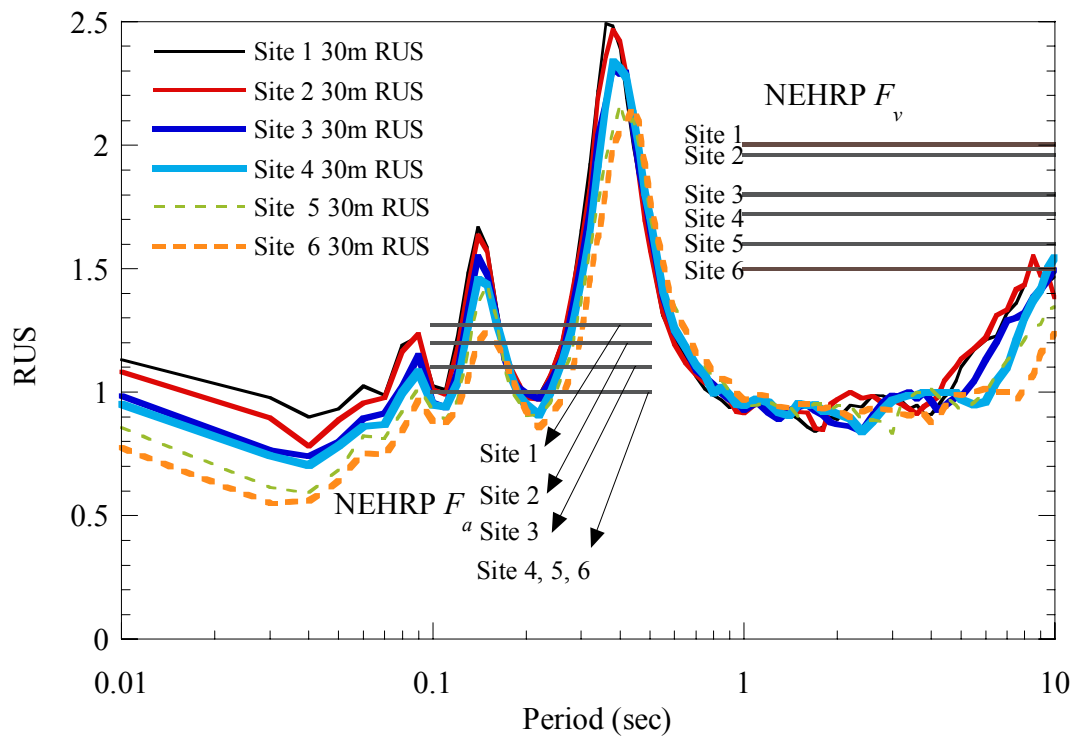 2.5
2
1.5
1
0.5
0
RUS
Site 1 30m RUS
Site 2 30m RUS
Site 3 30m RUS
Site 4 30m RUS
Site 5 30m RUS
Site 6 30m RUS
NEHRP Fv
Site 1
Site 2
Site 3
Site 4
Site 5
Site 6
Site 1
Site 2
NEHRP Fa
Site 3
Site 4, 5, 6
0.01
0.1
1
10
Period (sec)